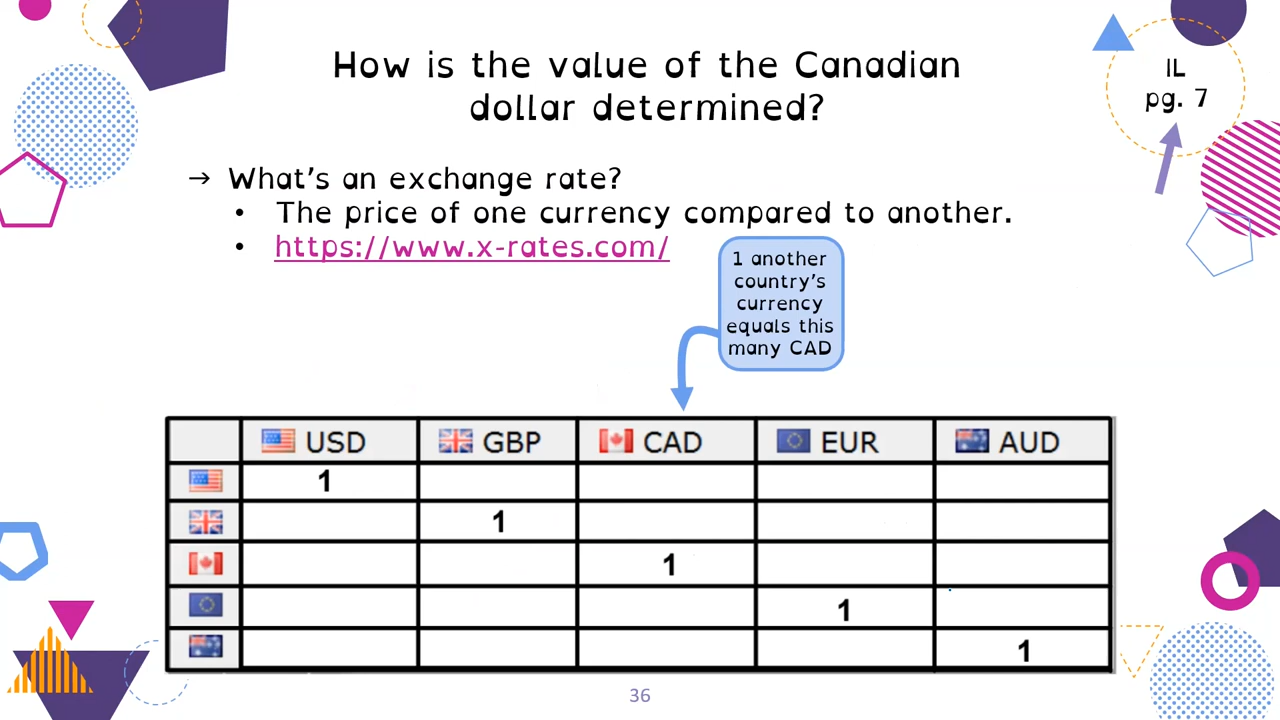 How is the value of the Canadian
dollar determined?
IL
pg. 7
→ What's an exchange rate?
• The price of one currency compared to another.
• https://www.x-rates.com/
1 another
country's
currency
equals this
many CAD
USD GBP CAD EUR AUD
1
1
1
1
1
36